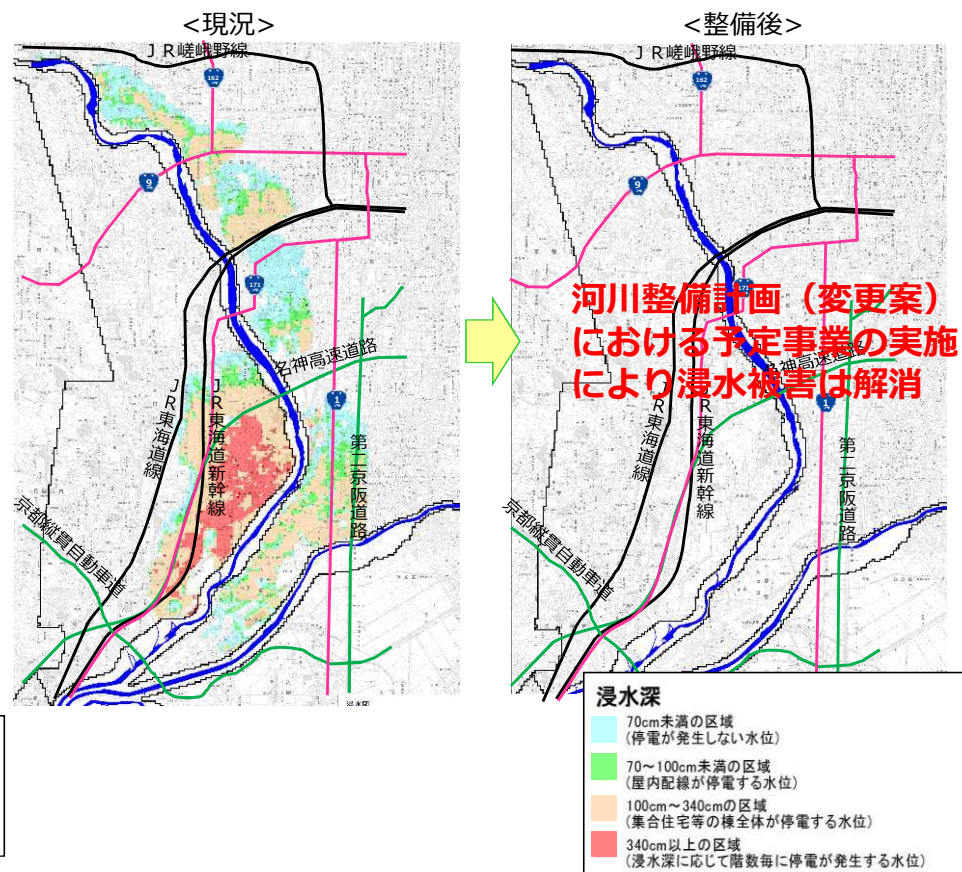 <現況>
JR嵯峨野線
162
9
171
名神高速道路
JR東海道線
JR東海道新幹線
1
第二京阪道路
京都縦貫自動車道
<整備後>
JR嵯峨野線
162
9
171
河川整備計画（変更案）
における予定事業の実施
により浸水被害は解消
名神高速道路
JR東海道線
JR東海道新幹線
1
第二京阪道路
京都縦貫自動車道
浸水深
70cm未満の区域
(停電が発生しない水位)
70～100cm未満の区域
(屋内配線が停電する水位)
100cm～340cmの区域
(集合住宅等の棟全体が停電する水位)
340cm以上の区域
(浸水深に応じて階数毎に停電が発生する水位)